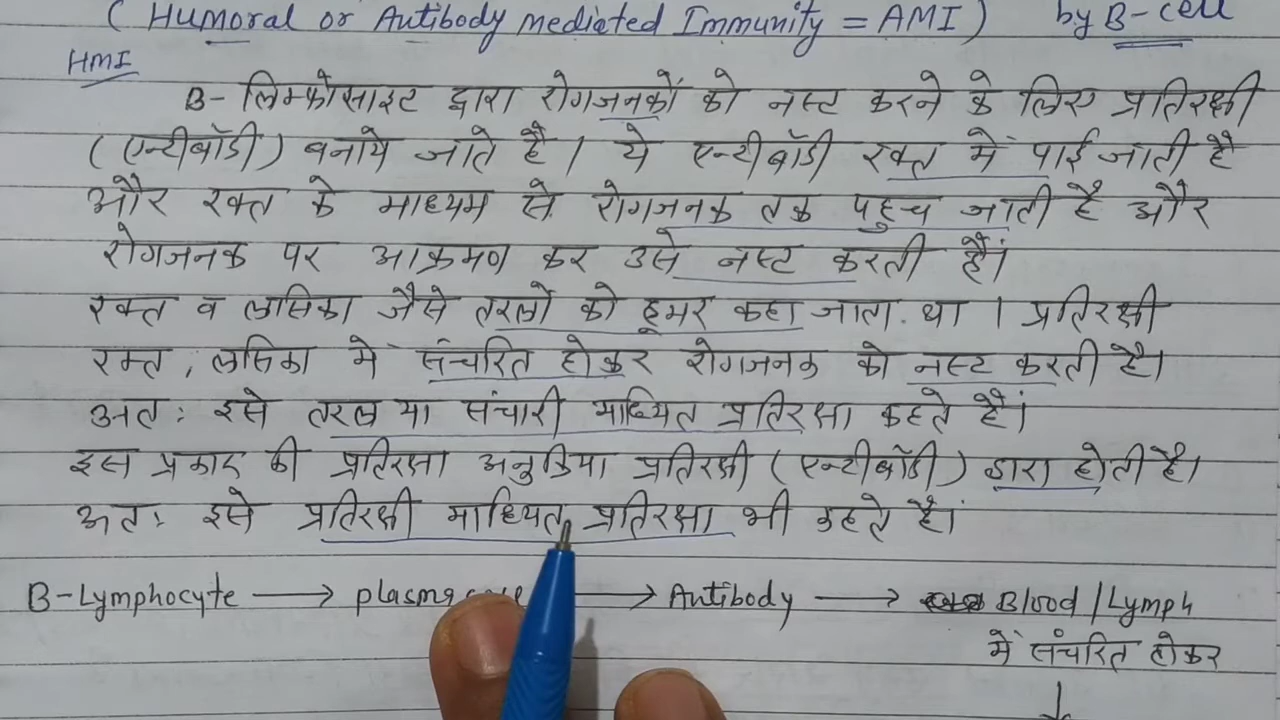 ( Humoral or Antibody mediated Immunity = AMI ) by B-cell
HMI
B- लिम्फोसाइट द्वारा रोगजनकों को नस्ट करने के लिए प्रतिरक्षी
(एन्टीबॉडी) बनाये जाते है । ये एन्टीबॉडी रक्त में पाई जाती है
और रक्त के माध्यम से रोगजनक तक पहुच जाती है और
रोगजनक पर आक्रमण कर उसे नस्ट करती हैं।
रक्त व लासिका जैसे तरलों को हूमर कहा जाता था । प्रतिरक्षी
रक्त , लसिका में संचरित होकर रोगजनक को नस्ट करती है।
अत : इसे तरल या संचारी माध्यित प्रतिरक्षा कहते हैं।
इस प्रकार की प्रतिरक्षा अनुक्रिया प्रतिरक्षी (एन्टीबॉडी) द्वारा होती है।
अत: इसे प्रतिरक्षी माध्यित प्रतिरक्षा भी कहते है।
B-Lymphocyte → plasma → Antibody → Blood/Lymph
में संचरित होकर
↓